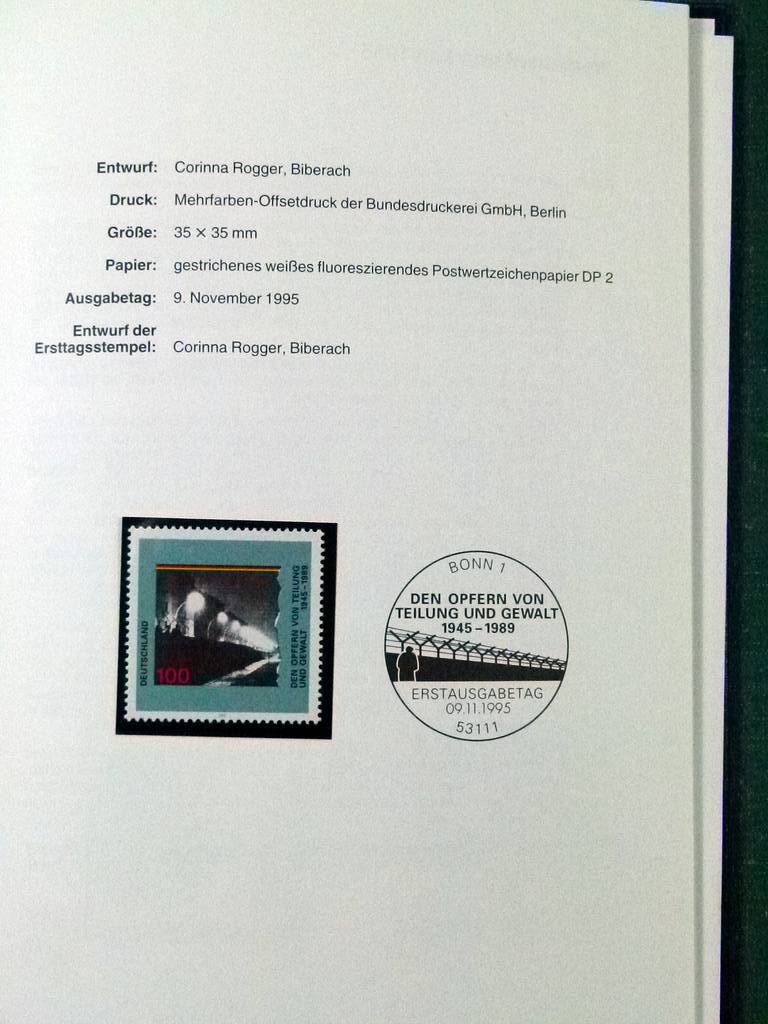 Entwurf: Corinna Rogger, Biberach
Druck: Mehrfarben-Offsetdruck der Bundesdruckerei GmbH, Berlin
Größe: 35 × 35 mm
Papier: gestrichenes weißes fluoreszierendes Postwertzeichenpapier DP 2
Ausgabetag: 9. November 1995
Entwurf der
Ersttagsstempel: Corinna Rogger, Biberach
DEUTSCHLAND
100
DEN OPFERN VON TEILUNG
UND GEWALT 1945-1989
BONN 1
DEN OPFERN VON
TEILUNG UND GEWALT
1945-1989
ERSTAUSGABETAG
09.11.1995
53111